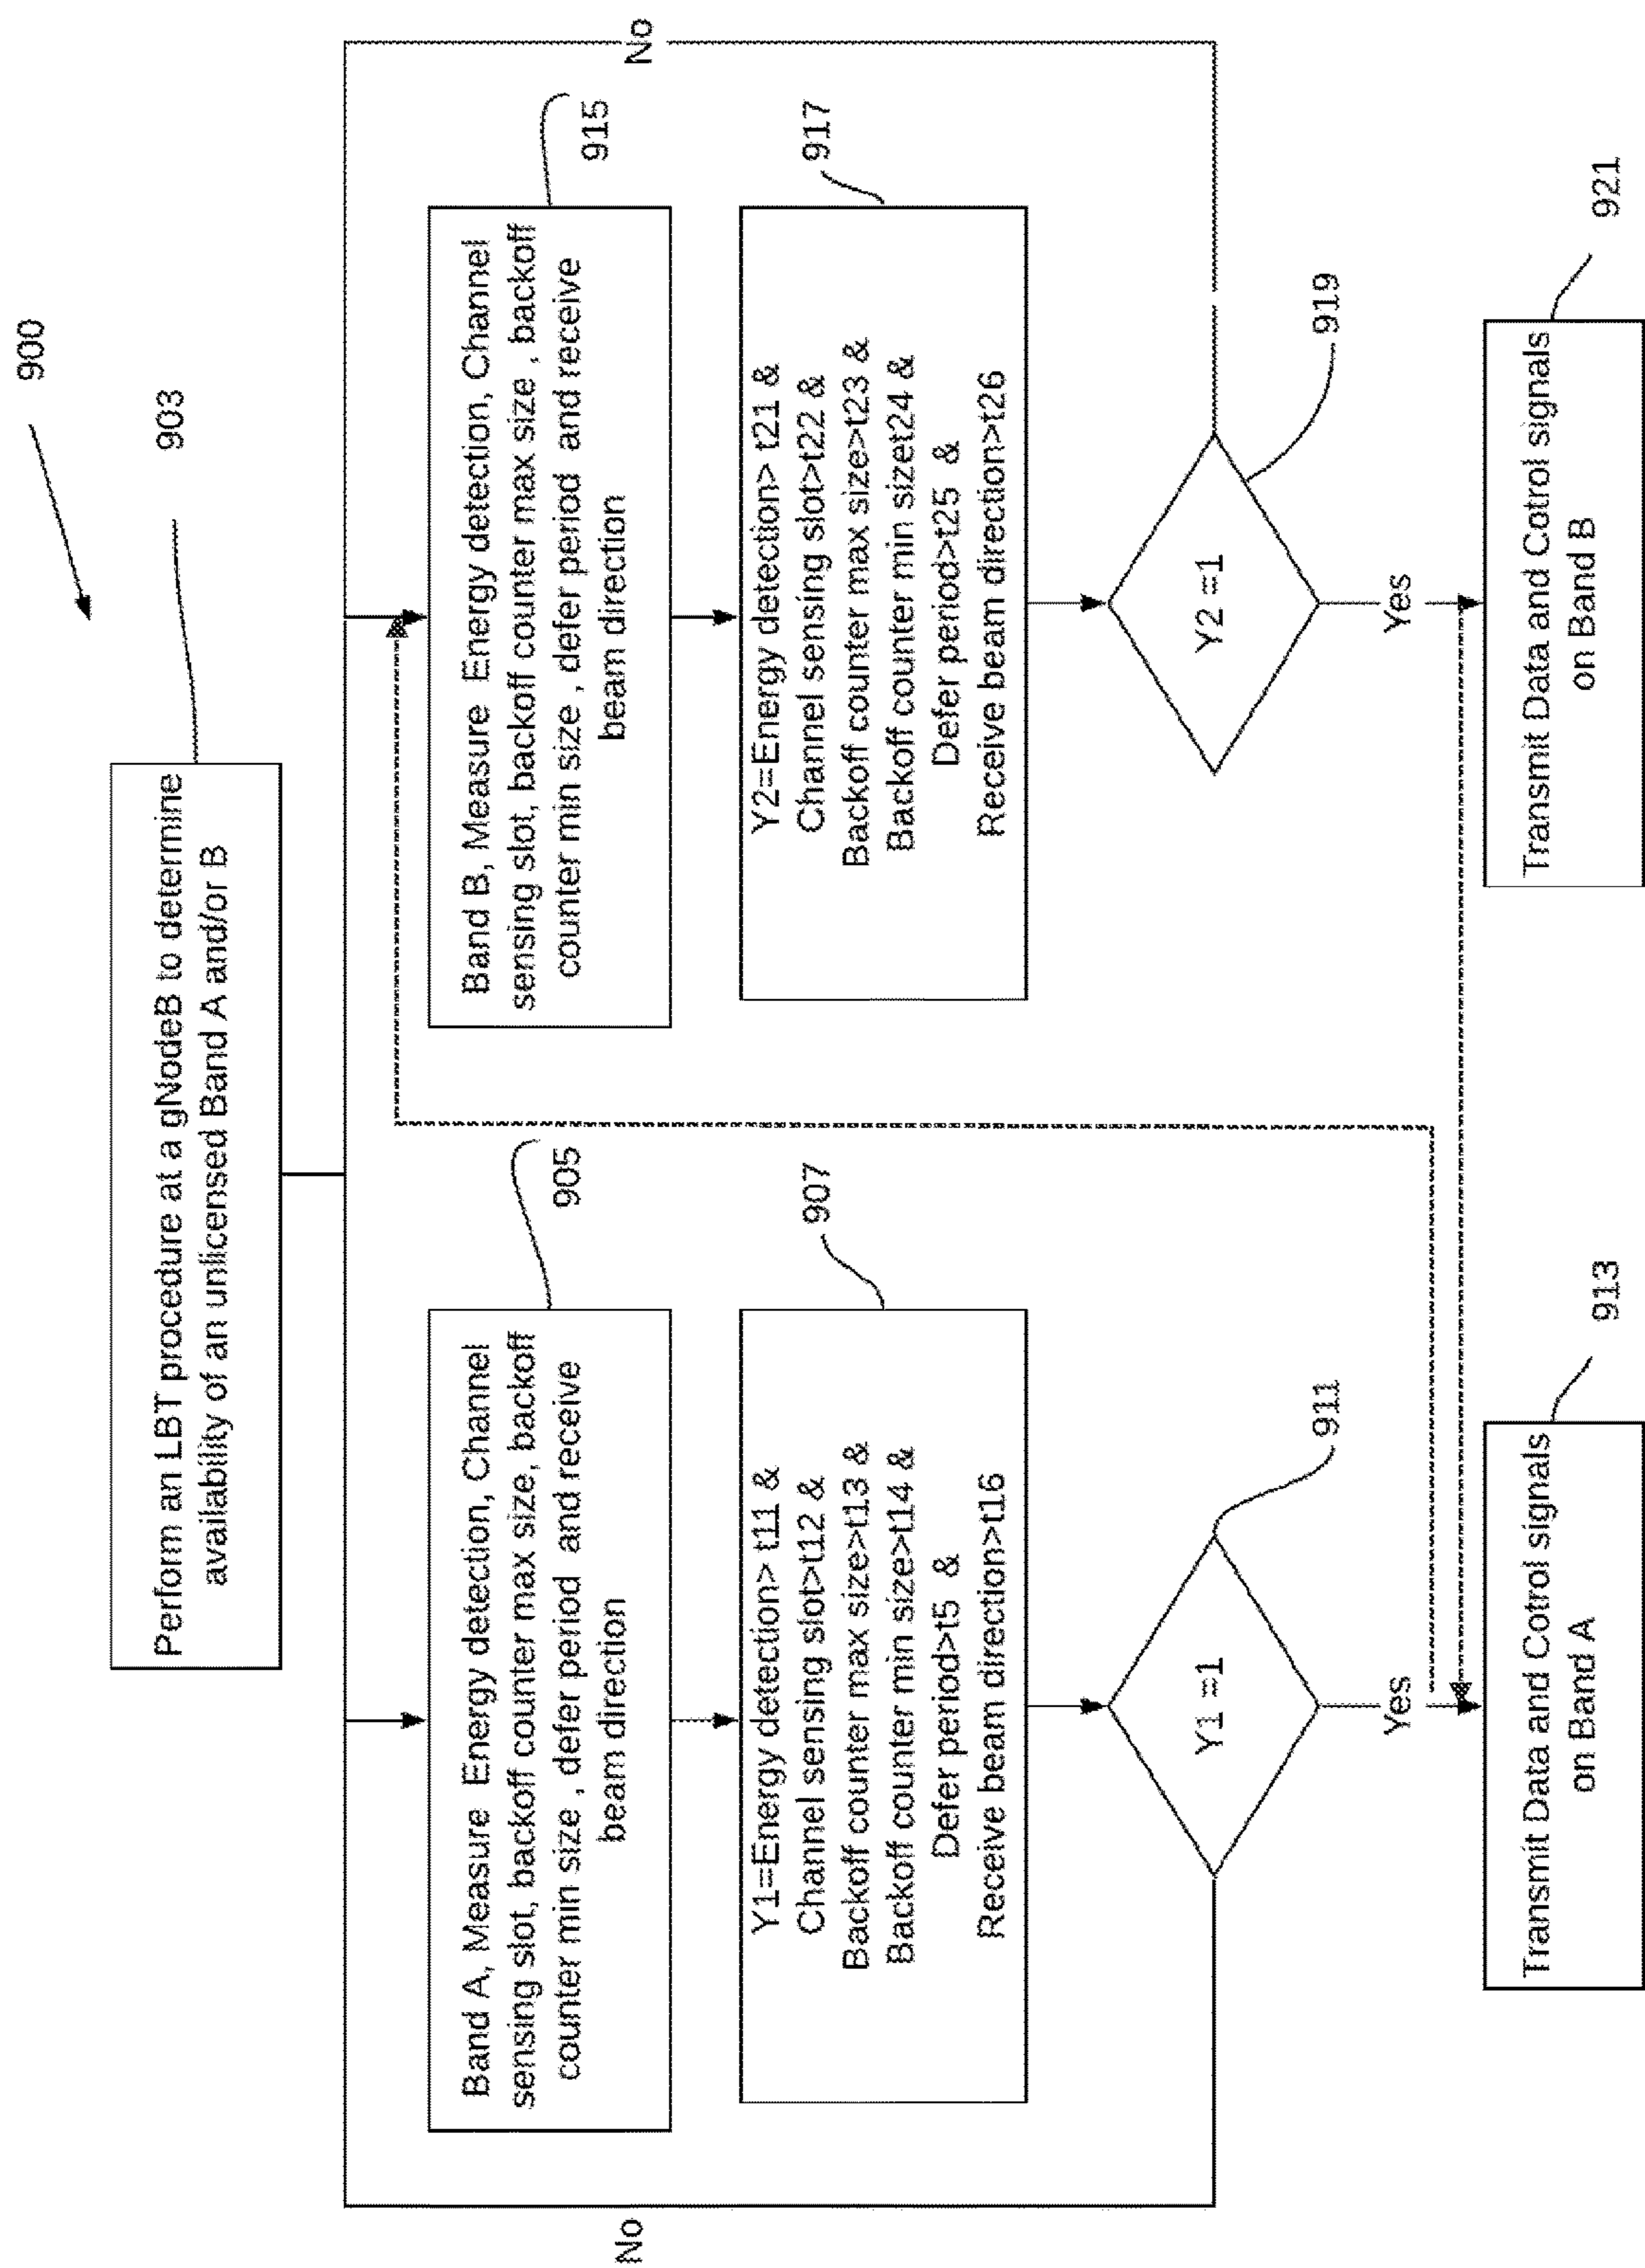 900
903
Perform an LBT procedure at a gNodeB to determine
availability of an unlicensed Band A and/or B
No
No
905
Band A, Measure Energy detection, Channel
sensing slot, backoff counter max size, backoff
counter min size , defer period and receive
beam direction
915
Band B, Measure Energy detection, Channel
sensing slot, backoff counter max size , backoff
counter min size , defer period and receive
beam direction
907
Y1=Energy detection> t11 &
Channel sensing slot>t12 &
Backoff counter max size>t13 &
Backoff counter min size>t14 &
Defer period>t5 &
Receive beam direction>t16
917
Y2=Energy detection> t21 &
Channel sensing slot>t22 &
Backoff counter max size>t23 &
Backoff counter min sizet24 &
Defer period>t25 &
Receive beam direction>t26
911
Y1 =1
919
Y2 =1
Yes
Yes
913
Transmit Data and Cotrol signals
on Band A
921
Transmit Data and Cotrol signals
on Band B